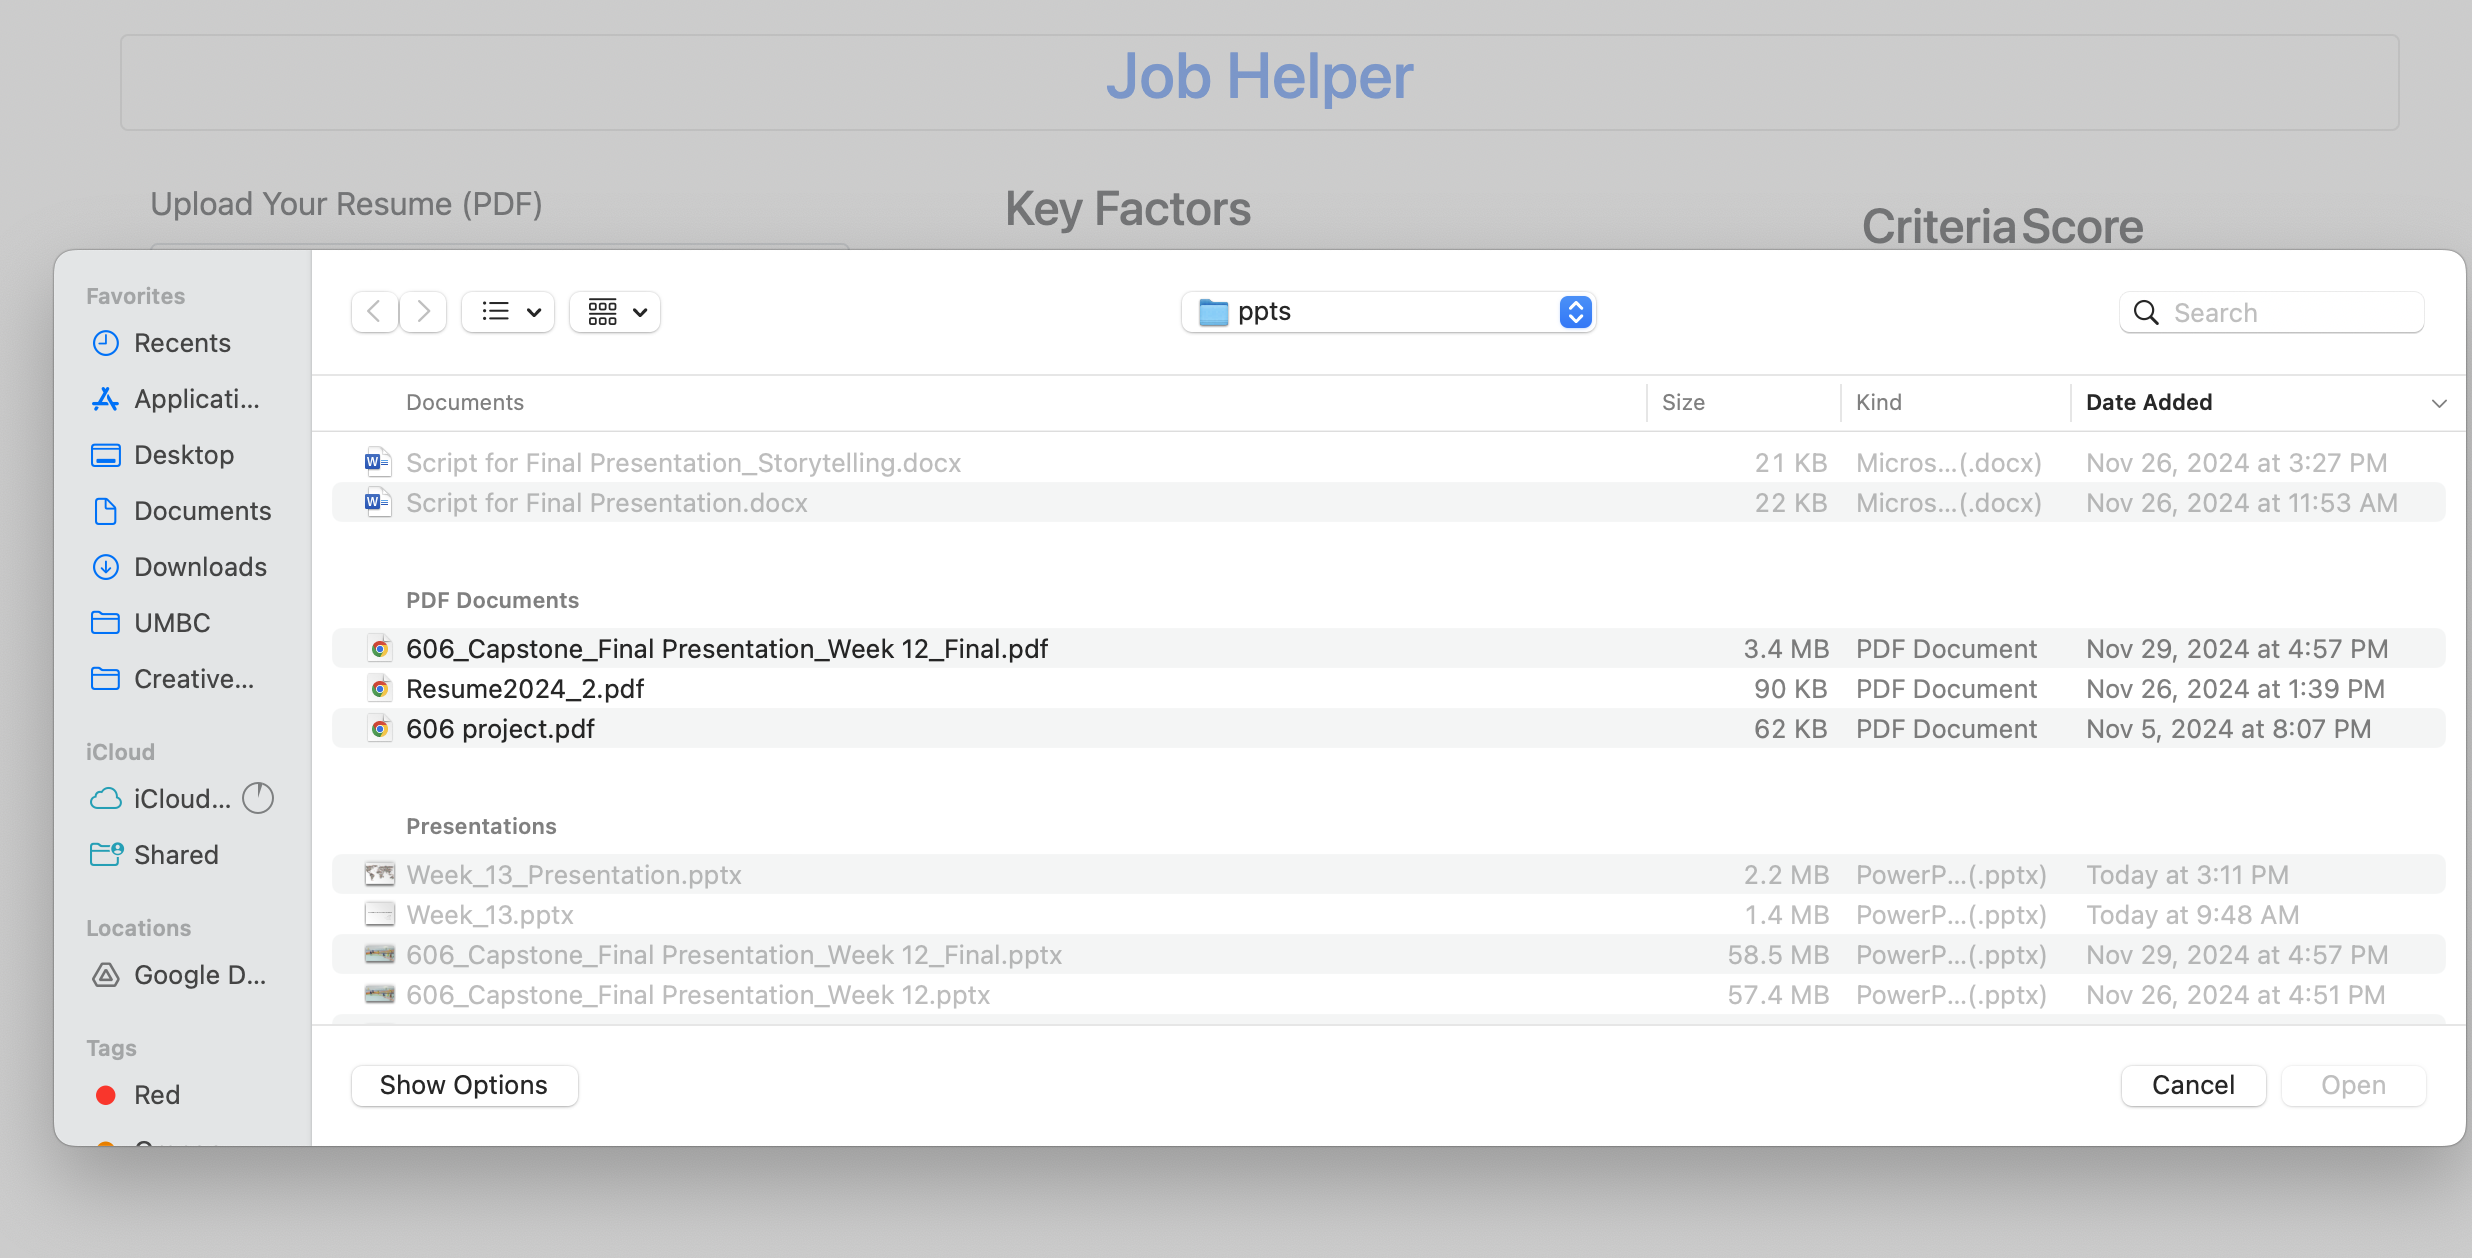 Job Helper
Upload Your Resume (PDF)
Key Factors
Criteria Score
Favorites
Recents
Applicati...
Desktop
Documents
Downloads
UMBC
Creative...
iCloud
iCloud...
Shared
Locations
Google D...
Tags
Red
ppts
Search
Documents Size Kind Date Added
Script for Final Presentation_Storytelling.docx 21 KB Micros...(.docx) Nov 26, 2024 at 3:27 PM
Script for Final Presentation.docx 22 KB Micros...(.docx) Nov 26, 2024 at 11:53 AM
PDF Documents
606_Capstone_Final Presentation_Week 12_Final.pdf 3.4 MB PDF Document Nov 29, 2024 at 4:57 PM
Resume2024_2.pdf 90 KB PDF Document Nov 26, 2024 at 1:39 PM
606 project.pdf 62 KB PDF Document Nov 5, 2024 at 8:07 PM
Presentations
Week_13_Presentation.pptx 2.2 MB PowerP...(.pptx) Today at 3:11 PM
Week_13.pptx 1.4 MB PowerP...(.pptx) Today at 9:48 AM
606_Capstone_Final Presentation_Week 12_Final.pptx 58.5 MB PowerP...(.pptx) Nov 29, 2024 at 4:57 PM
606_Capstone_Final Presentation_Week 12.pptx 57.4 MB PowerP...(.pptx) Nov 26, 2024 at 4:51 PM
Show Options
Cancel
Open